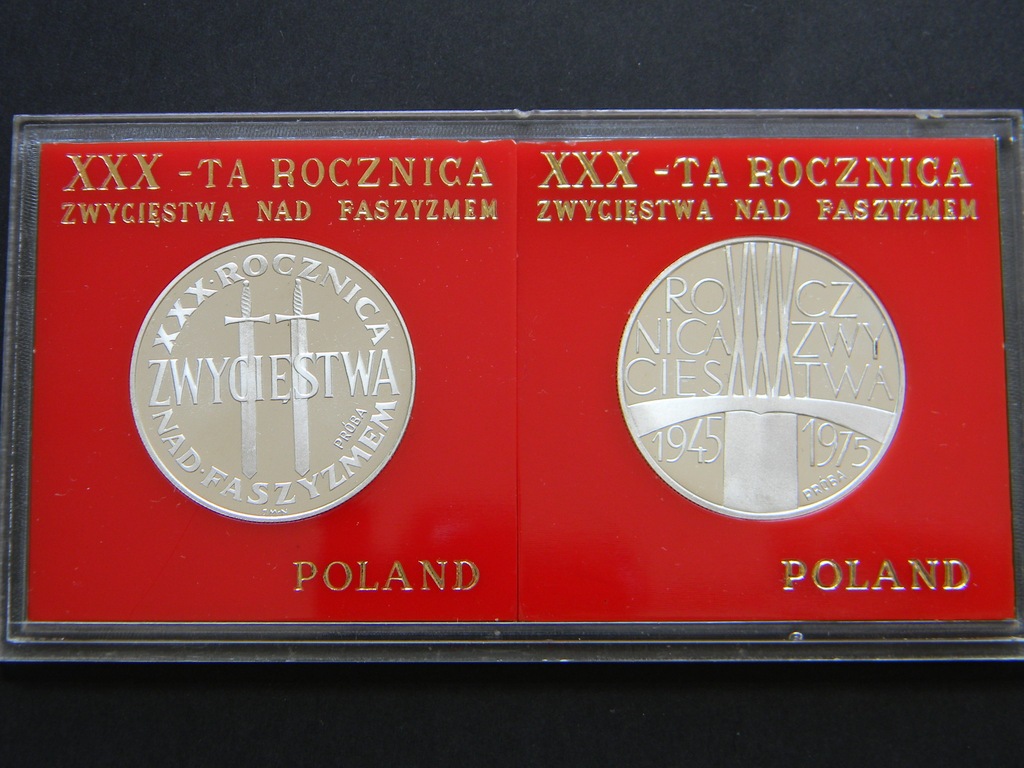 XXX -TA ROCZNICA
ZWYCIĘSTWA NAD FASZYZMEM
XXX · ROCZNICA
ZWYCIĘSTWA
PRÓBA
NAD · FASZYZMEM
POLAND
XXX -TA ROCZNICA
ZWYCIĘSTWA NAD FASZYZMEM
RO CZ
NICA ZWY
CIES TWA
1945 1975
PRÓBA
POLAND